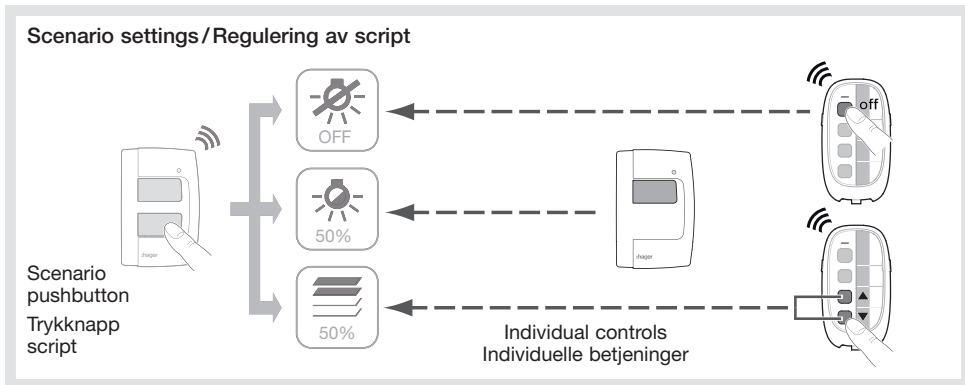 Scenario settings/Regulering av script
OFF
off
50%
:hager
:hager
Scenario
pushbutton
Trykknapp
script
50%
Individual controls
Individuelle betjeninger